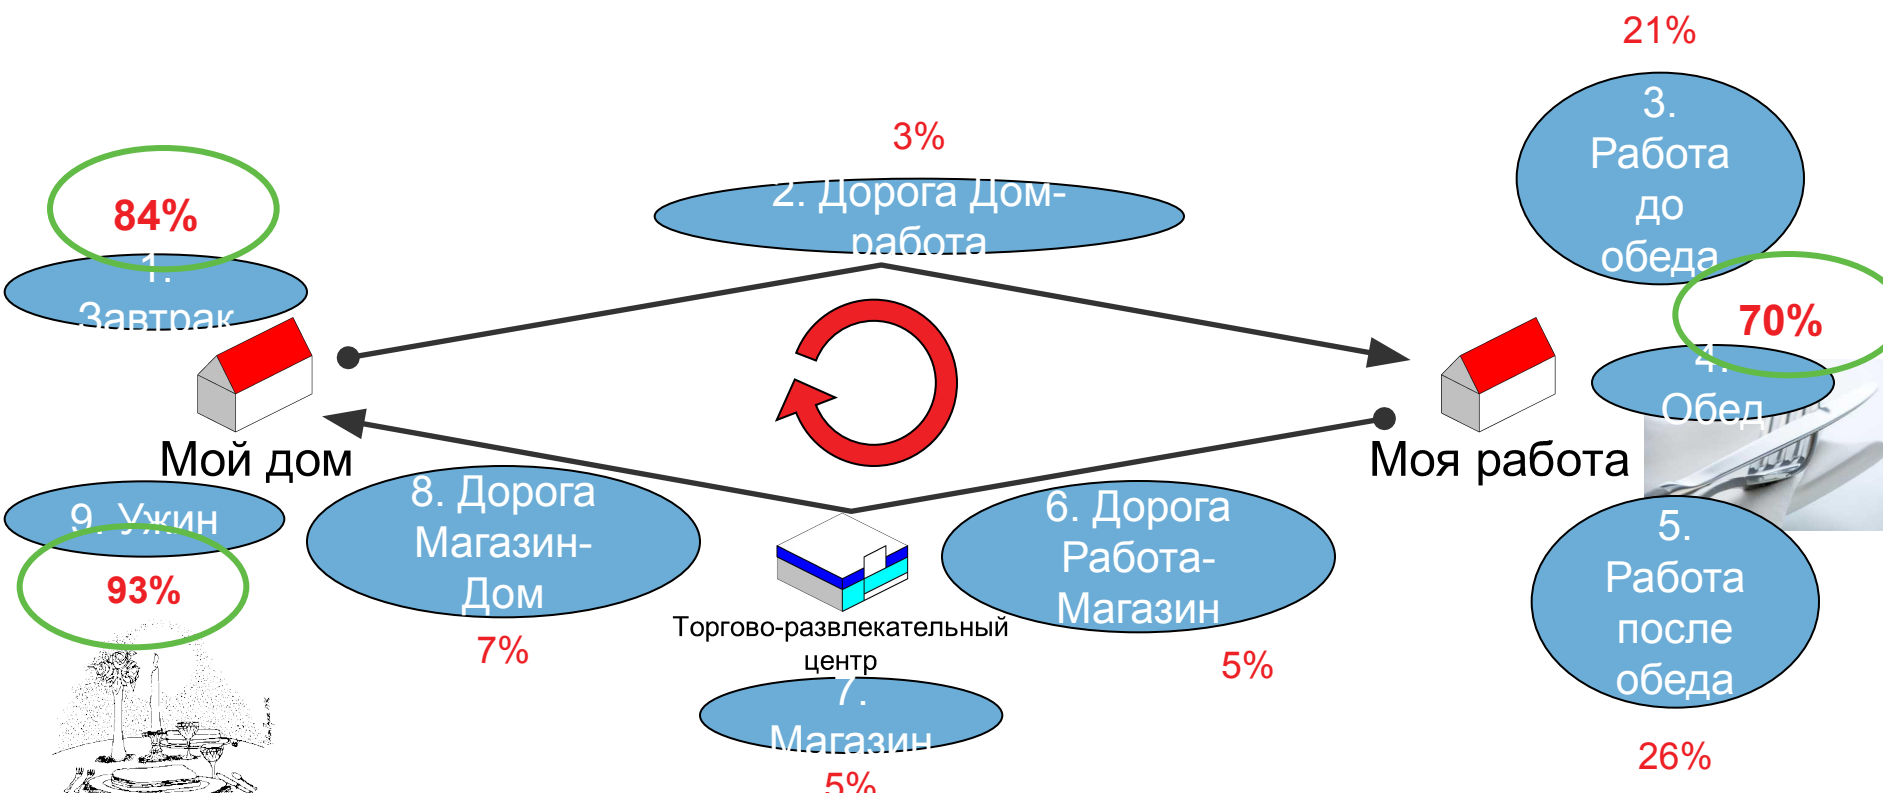 21%
3.
Работа
до
обеда
3%
2. Дорога Дом-
работа
84%
1.
Завтрак
70%
4.
Обед
Мой дом
Моя работа
9. Ужин
93%
8. Дорога
Магазин-
Дом
7%
6. Дорога
Работа-
Магазин
5%
Торгово-развлекательный
центр
7.
Магазин
5%
5.
Работа
после
обеда
26%